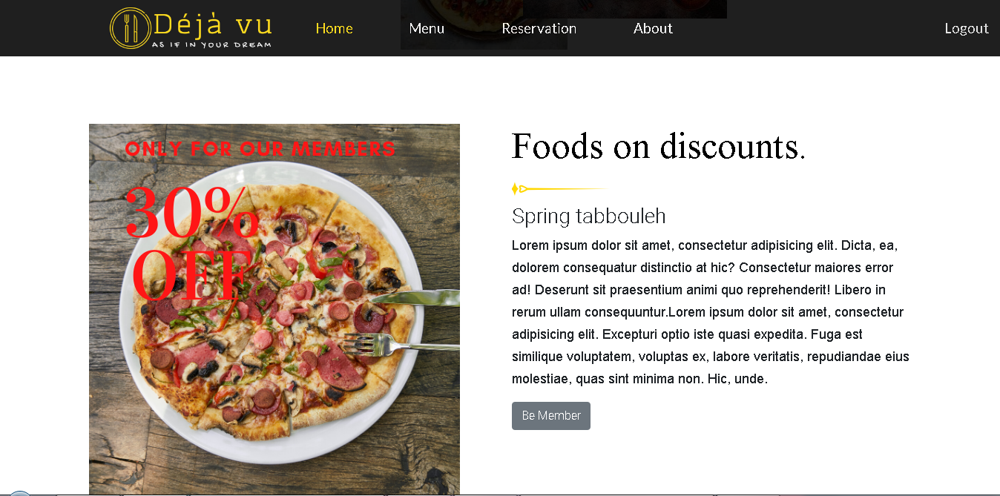 Déjà vu
AS IF IN YOUR DREAM
Home
Menu
Reservation
About
Logout
ONLY FOR OUR MEMBERS
30%
OFF
Foods on discounts.
Spring tabbouleh
Lorem ipsum dolor sit amet, consectetur adipisicing elit. Dicta, ea,
dolorem consequatur distinctio at hic? Consectetur maiores error
ad! Deserunt sit praesentium animi quo reprehenderit! Libero in
rerum ullam consequuntur.Lorem ipsum dolor sit amet, consectetur
adipisicing elit. Excepturi optio iste quasi expedita. Fuga est
similique voluptatem, voluptas ex, labore veritatis, repudiandae eius
molestiae, quas sint minima non. Hic, unde.
Be Member